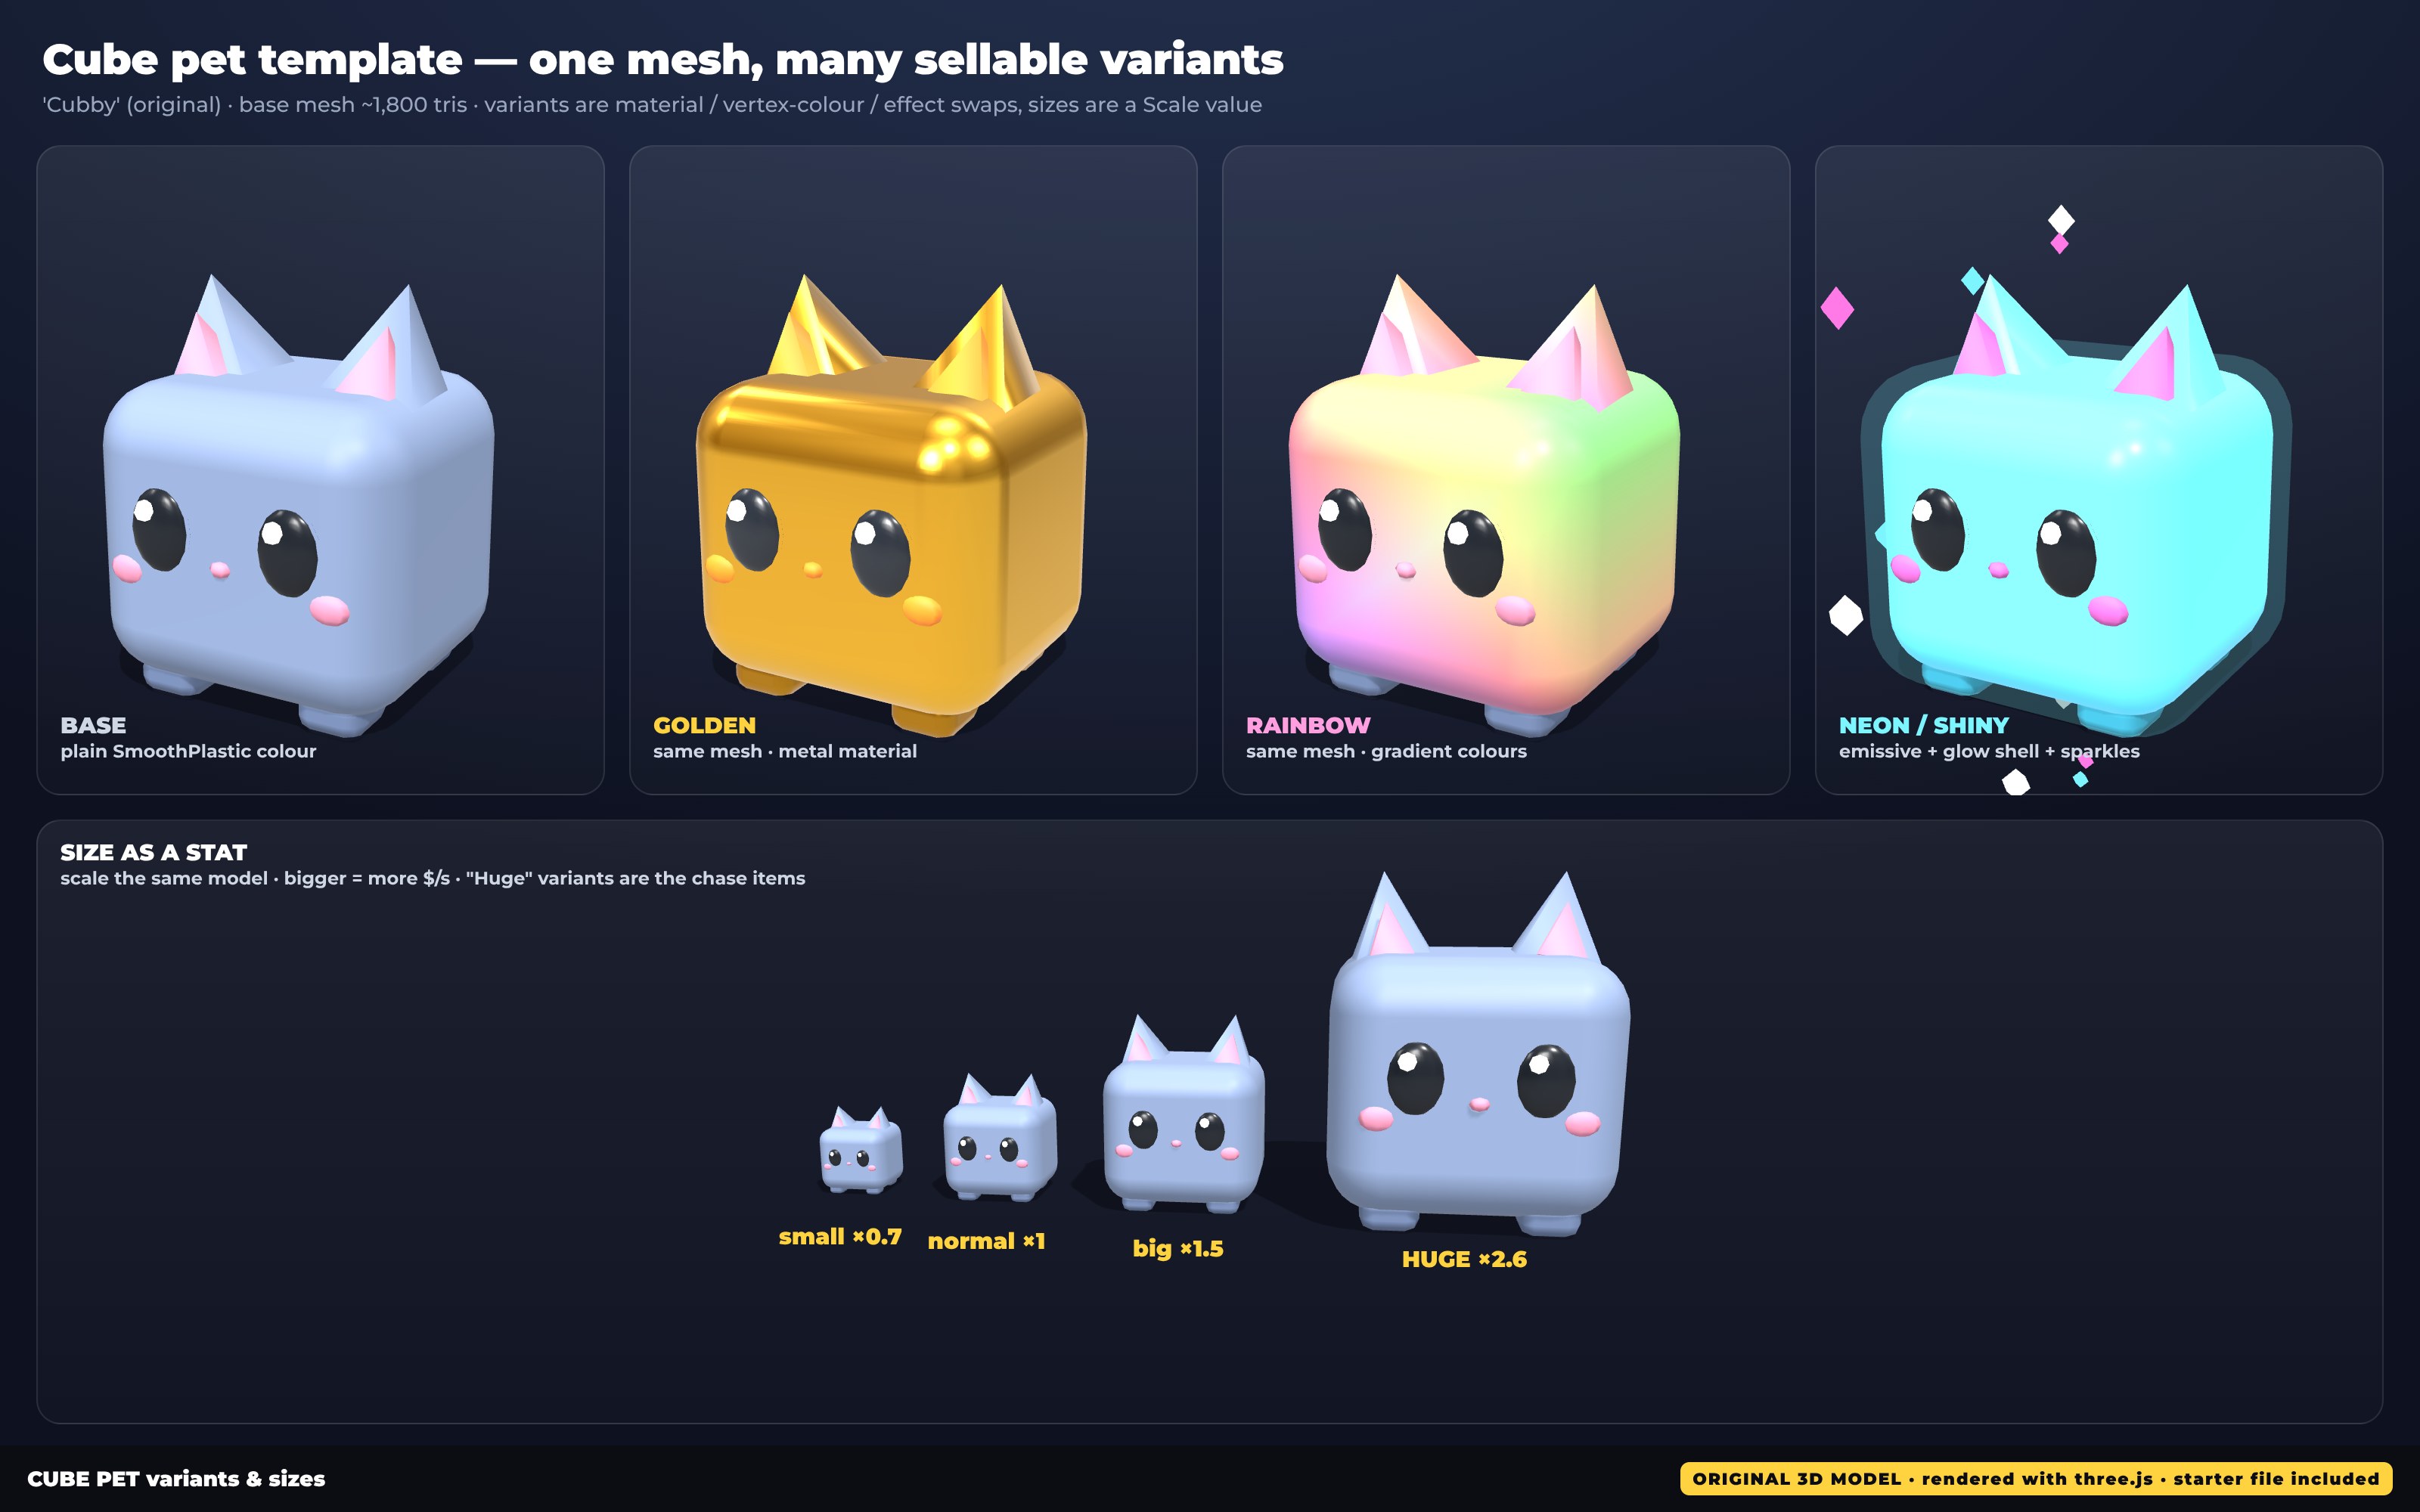 Cube pet template — one mesh, many sellable variants
'Cubby' (original) · base mesh ~1,800 tris · variants are material / vertex-colour / effect swaps, sizes are a Scale value
BASE
plain SmoothPlastic colour
GOLDEN
same mesh · metal material
RAINBOW
same mesh · gradient colours
NEON / SHINY
emissive + glow shell + sparkles
SIZE AS A STAT
scale the same model · bigger = more $/s · "Huge" variants are the chase items
small ×0.7
normal ×1
big ×1.5
HUGE ×2.6
CUBE PET variants & sizes
ORIGINAL 3D MODEL · rendered with three.js · starter file included